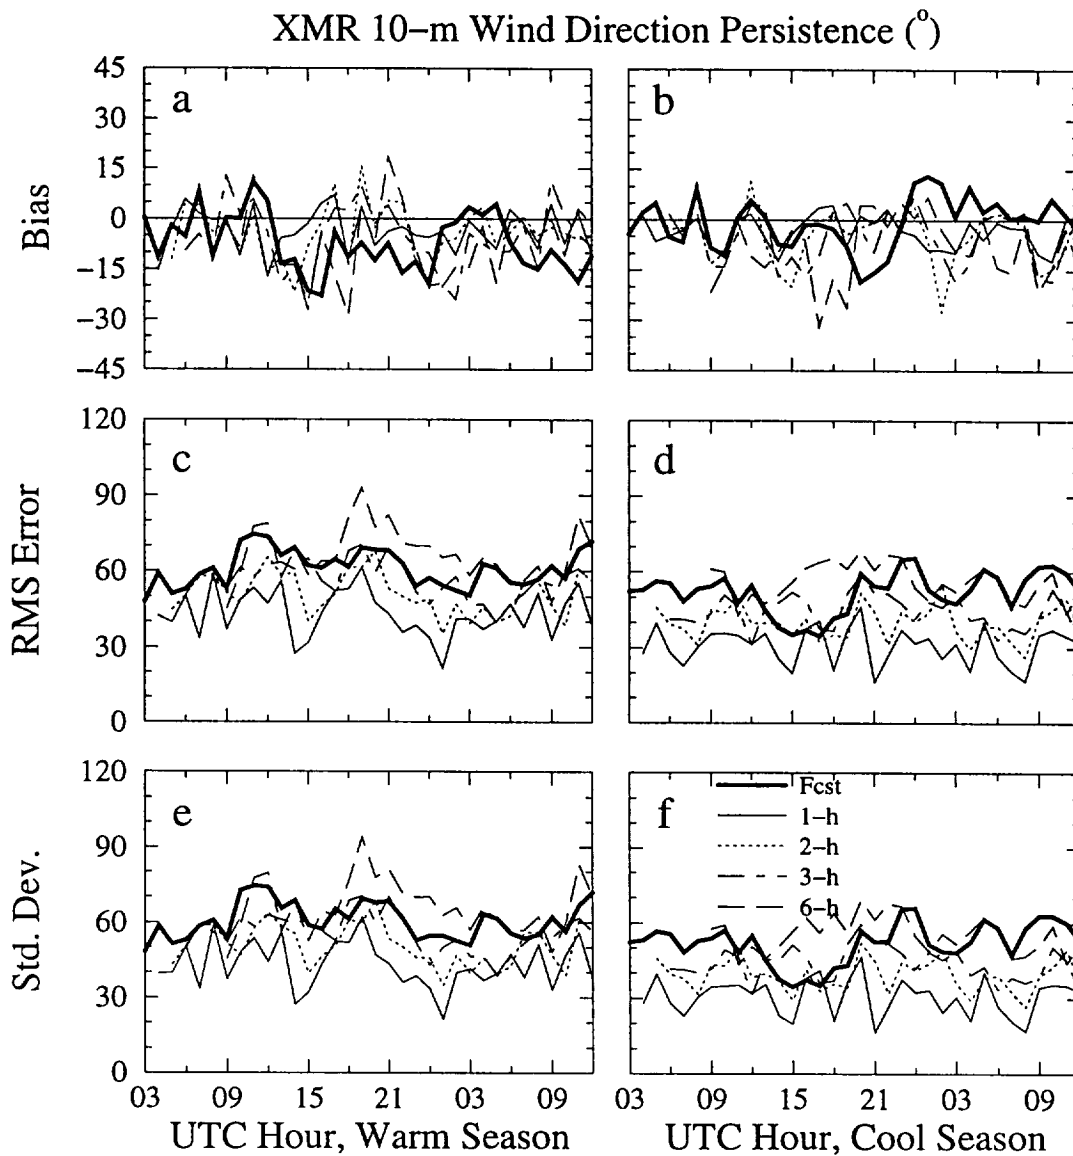 XMR 10–m Wind Direction Persistence (°)
45
30
15
0
−15
−30
−45
Bias
a
b
120
90
60
30
0
RMS Error
c
d
120
90
60
30
0
Std. Dev.
e
f
Fcst
1–h
2–h
3–h
6–h
03 09 15 21 03 09
03 09 15 21 03 09
UTC Hour, Warm Season
UTC Hour, Cool Season